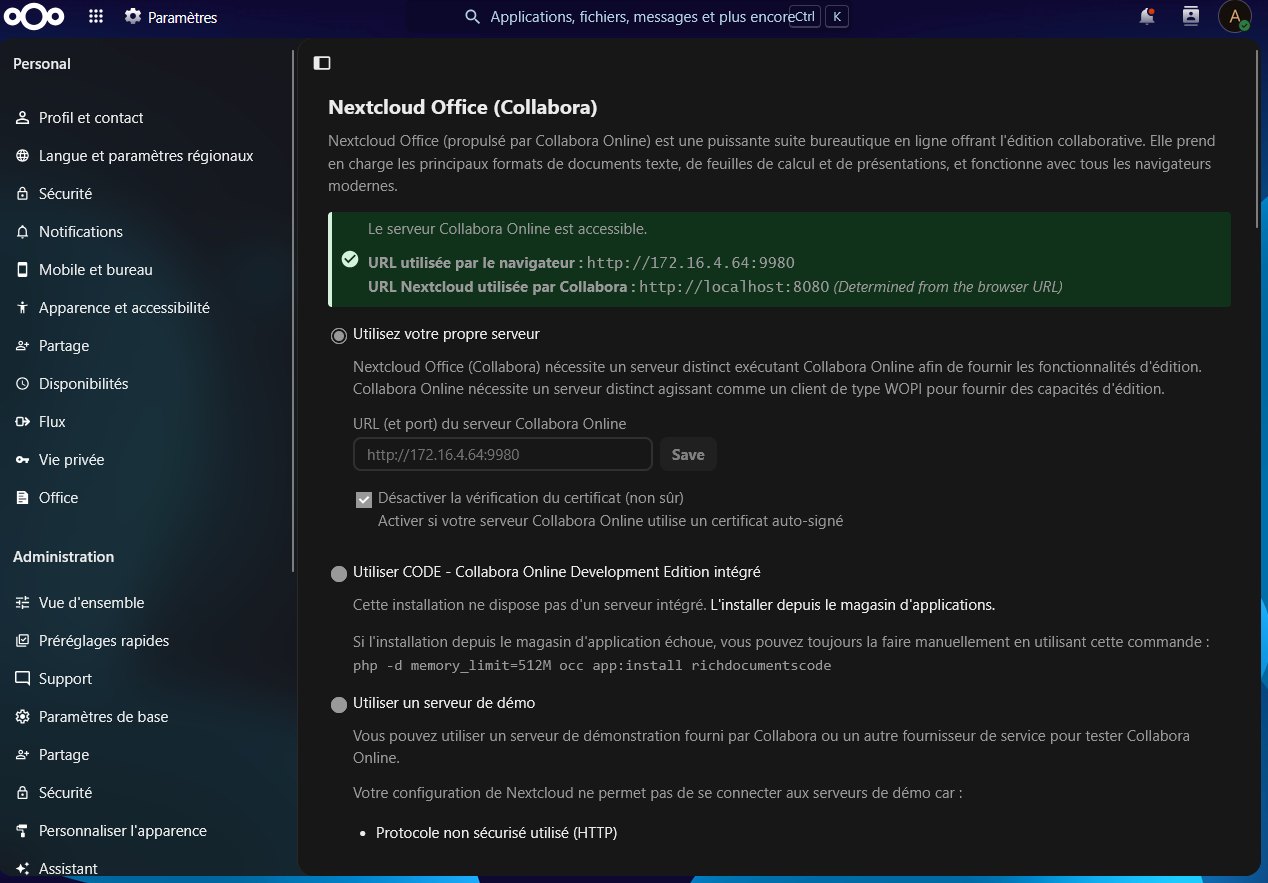 Paramètres
Applications, fichiers, messages et plus encore
Ctrl
K
A
Personal
Profil et contact
Langue et paramètres régionaux
Sécurité
Notifications
Mobile et bureau
Apparence et accessibilité
Partage
Disponibilités
Flux
Vie privée
Office
Administration
Vue d'ensemble
Préréglages rapides
Support
Paramètres de base
Partage
Sécurité
Personnaliser l'apparence
Assistant
Nextcloud Office (Collabora)
Nextcloud Office (propulsé par Collabora Online) est une puissante suite bureautique en ligne offrant l'édition collaborative. Elle prend
en charge les principaux formats de documents texte, de feuilles de calcul et de présentations, et fonctionne avec tous les navigateurs
modernes.
Le serveur Collabora Online est accessible.
URL utilisée par le navigateur : http://172.16.4.64:9980
URL Nextcloud utilisée par Collabora : http://localhost:8080 (Determined from the browser URL)
Utilisez votre propre serveur
Nextcloud Office (Collabora) nécessite un serveur distinct exécutant Collabora Online afin de fournir les fonctionnalités d'édition.
Collabora Online nécessite un serveur distinct agissant comme un client de type WOPI pour fournir des capacités d'édition.
URL (et port) du serveur Collabora Online
http://172.16.4.64:9980
Save
Désactiver la vérification du certificat (non sûr)
Activer si votre serveur Collabora Online utilise un certificat auto-signé
Utiliser CODE - Collabora Online Development Edition intégré
Cette installation ne dispose pas d'un serveur intégré. L'installer depuis le magasin d'applications.
Si l'installation depuis le magasin d'application échoue, vous pouvez toujours la faire manuellement en utilisant cette commande :
php -d memory_limit=512M occ app:install richdocumentscode
Utiliser un serveur de démo
Vous pouvez utiliser un serveur de démonstration fourni par Collabora ou un autre fournisseur de service pour tester Collabora
Online.
Votre configuration de Nextcloud ne permet pas de se connecter aux serveurs de démo car :
• Protocole non sécurisé utilisé (HTTP)